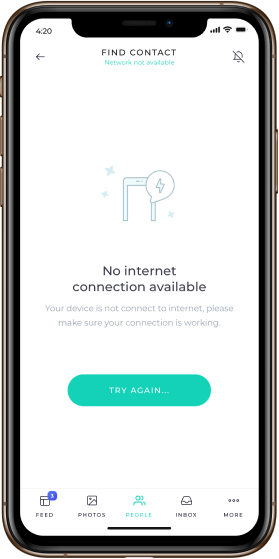 4:20
FIND CONTACT
Network not available
No internet
connection available
Your device is not connect to internet, please
make sure your connection is working.
TRY AGAIN...
3
FEED
PHOTOS
PEOPLE
INBOX
MORE